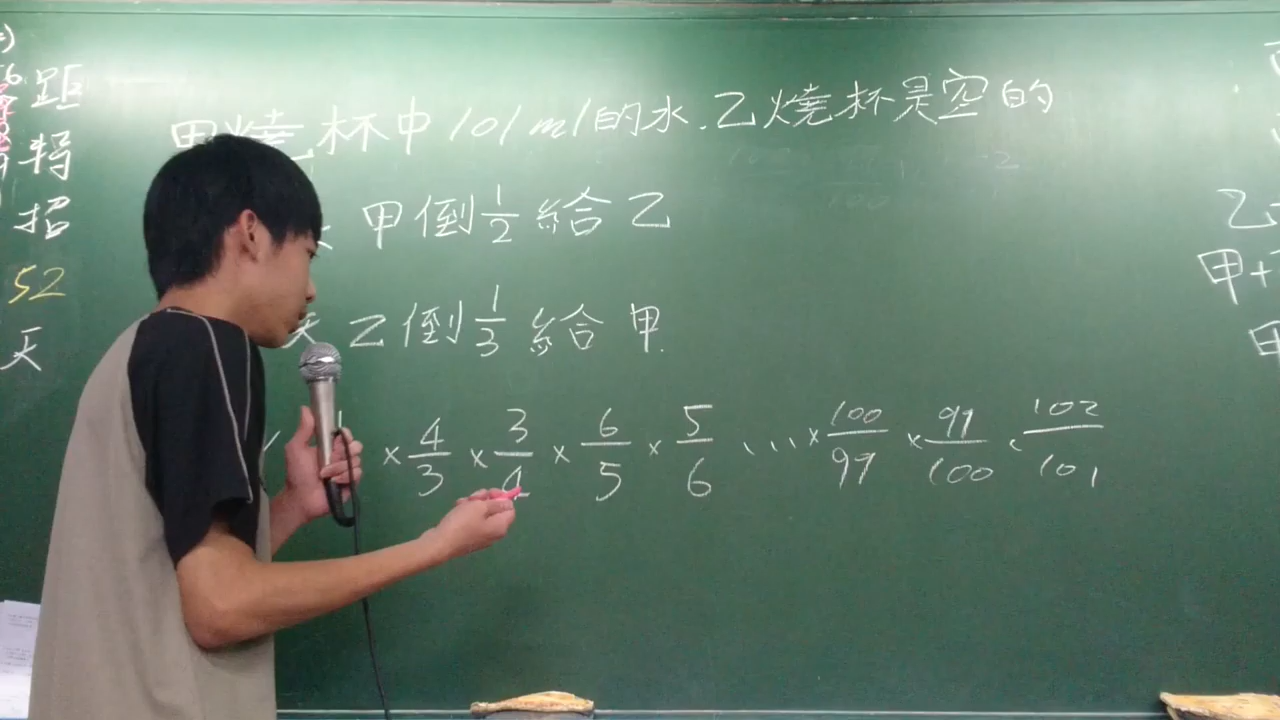 甲燒杯中101ml的水.乙燒杯是空的
甲倒1/2給乙
天乙倒1/3給甲.
×4/3×3/4×6/5×5/6...×100/99×99/100.102/101
距
招
52
天
乙
甲+
甲